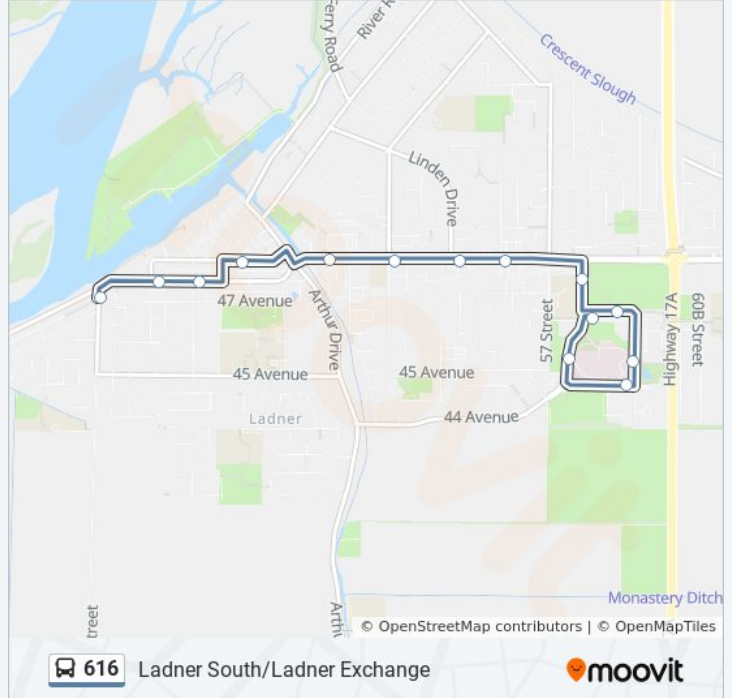 Ferry Road
River R
Crescent Slough
Linden Drive
47 Avenue
Arthur Drive
57 Street
Highway 17A
60B Street
45 Avenue
45 Avenue
Ladner
44 Avenue
Monastery Ditch
treet
Arthu
© OpenStreetMap contributors | © OpenMapTiles
616 Ladner South/Ladner Exchange
moovit